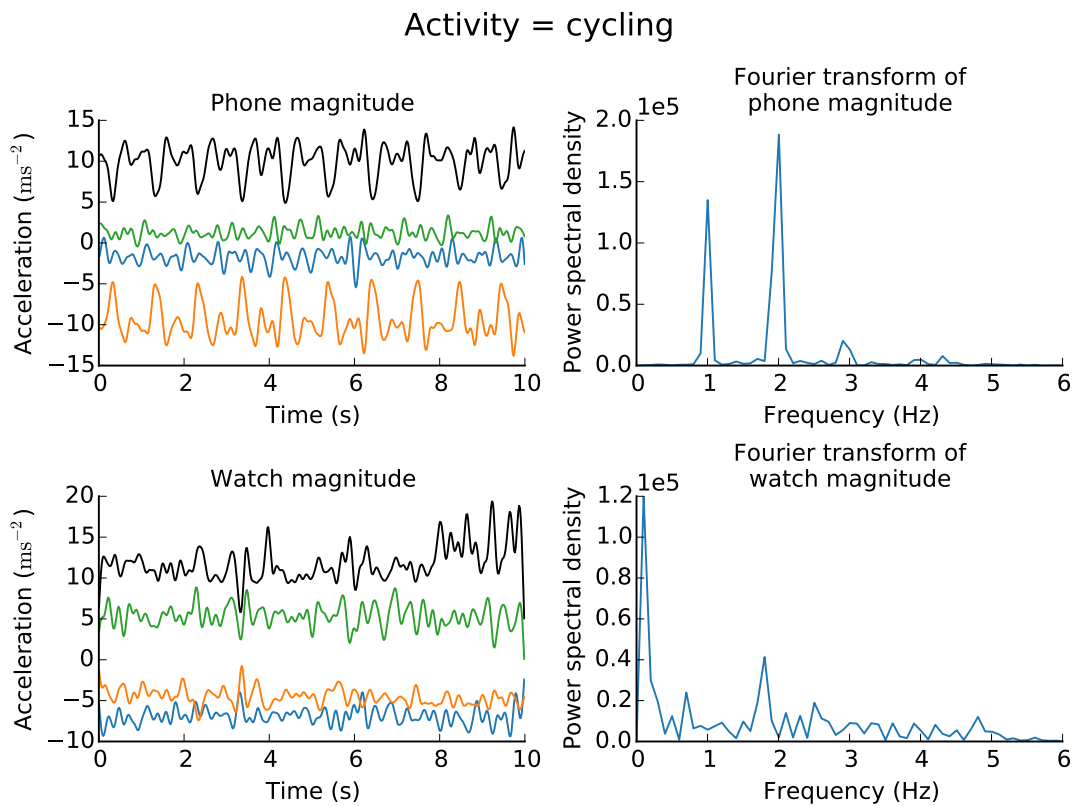 Activity = cycling
Phone magnitude
Acceleration (ms⁻²)
15
10
5
0
−5
−10
−15
0 2 4 6 8 10
Time (s)
Fourier transform of
phone magnitude
1e5
Power spectral density
2.0
1.5
1.0
0.5
0.0
0 1 2 3 4 5 6
Frequency (Hz)
Watch magnitude
Acceleration (ms⁻²)
20
15
10
5
0
−5
−10
0 2 4 6 8 10
Time (s)
Fourier transform of
watch magnitude
1e5
Power spectral density
1.2
1.0
0.8
0.6
0.4
0.2
0.0
0 1 2 3 4 5 6
Frequency (Hz)